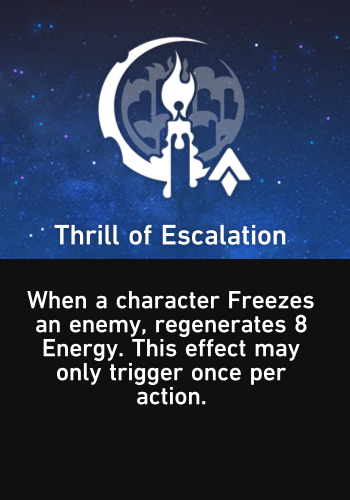 Thrill of Escalation
When a character Freezes
an enemy, regenerates 8
Energy. This effect may
only trigger once per
action.